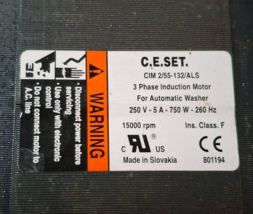 C.E.SET.
CIM 2/55-132/ALS
3 Phase Induction Motor
For Automatic Washer
250 V - 5 A - 750 W - 260 Hz
15000 rpm Ins. Class. F
C US
Made in Slovakia 801194
WARNING
• Disconnect power before
servicing
• Use only with electronic
control
• Do not connect motor to
A.C. line